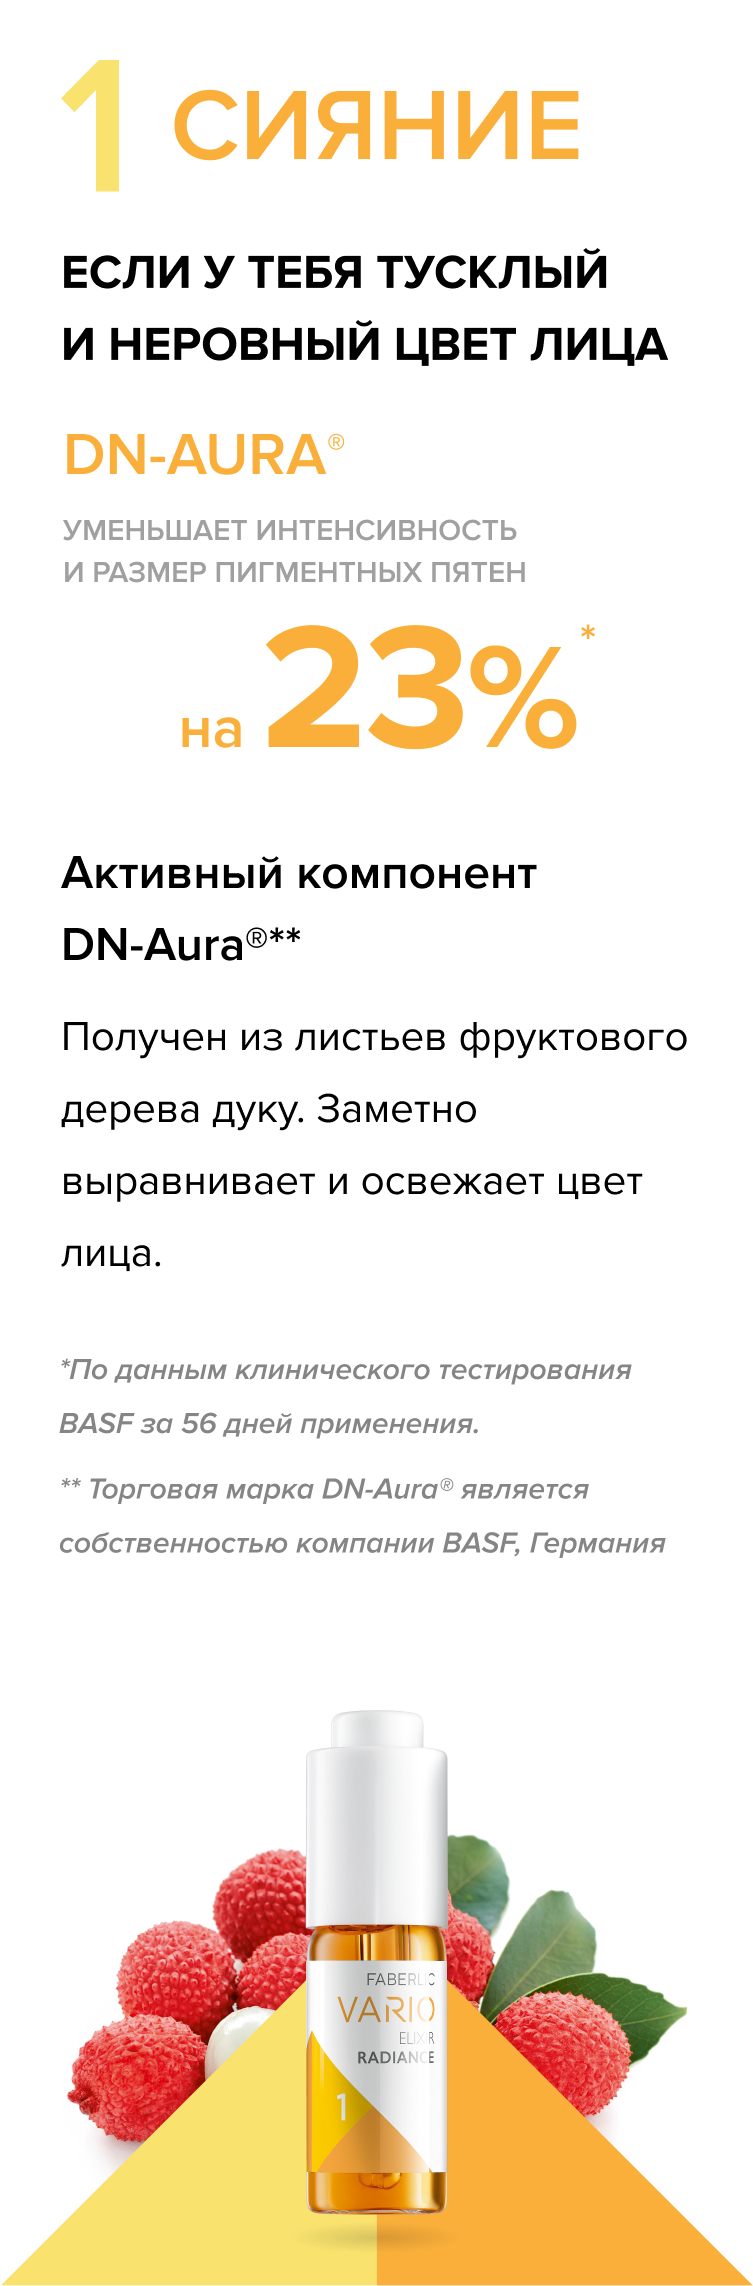 1 СИЯНИЕ
ЕСЛИ У ТЕБЯ ТУСКЛЫЙ
И НЕРОВНЫЙ ЦВЕТ ЛИЦА
DN-AURA®
УМЕНЬШАЕТ ИНТЕНСИВНОСТЬ
И РАЗМЕР ПИГМЕНТНЫХ ПЯТЕН
на 23%*
Активный компонент
DN-Aura®**
Получен из листьев фруктового
дерева дуку. Заметно
выравнивает и освежает цвет
лица.
*По данным клинического тестирования
BASF за 56 дней применения.
** Торговая марка DN-Aura® является
собственностью компании BASF, Германия
FABERLIC
VARIO
ELIXIR
RADIANCE
1